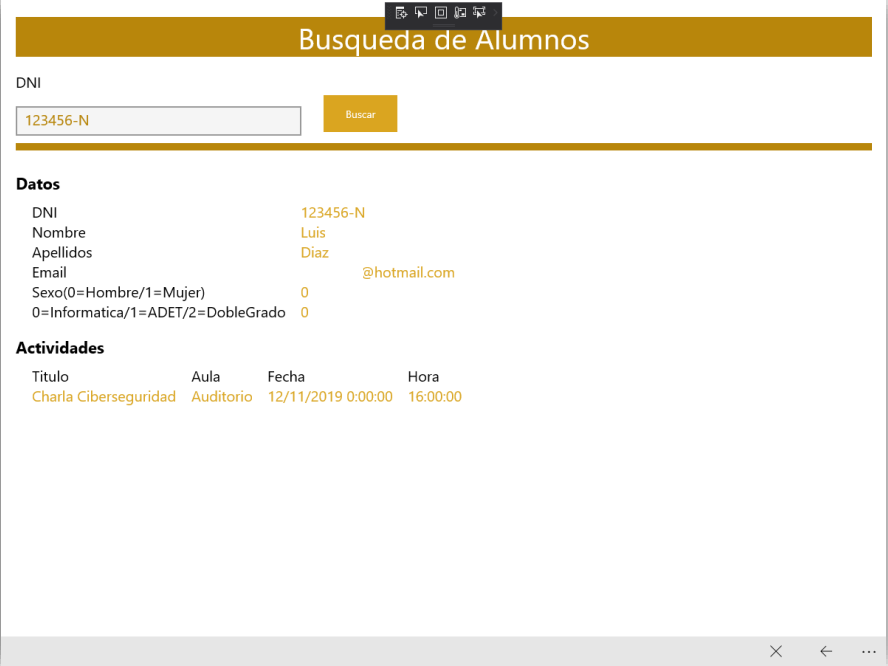 Busqueda de Alumnos
DNI
123456-N
Buscar
Datos
DNI 123456-N
Nombre Luis
Apellidos Diaz
Email @hotmail.com
Sexo(0=Hombre/1=Mujer) 0
0=Informatica/1=ADET/2=DobleGrado 0
Actividades
Titulo Aula Fecha Hora
Charla Ciberseguridad Auditorio 12/11/2019 0:00:00 16:00:00